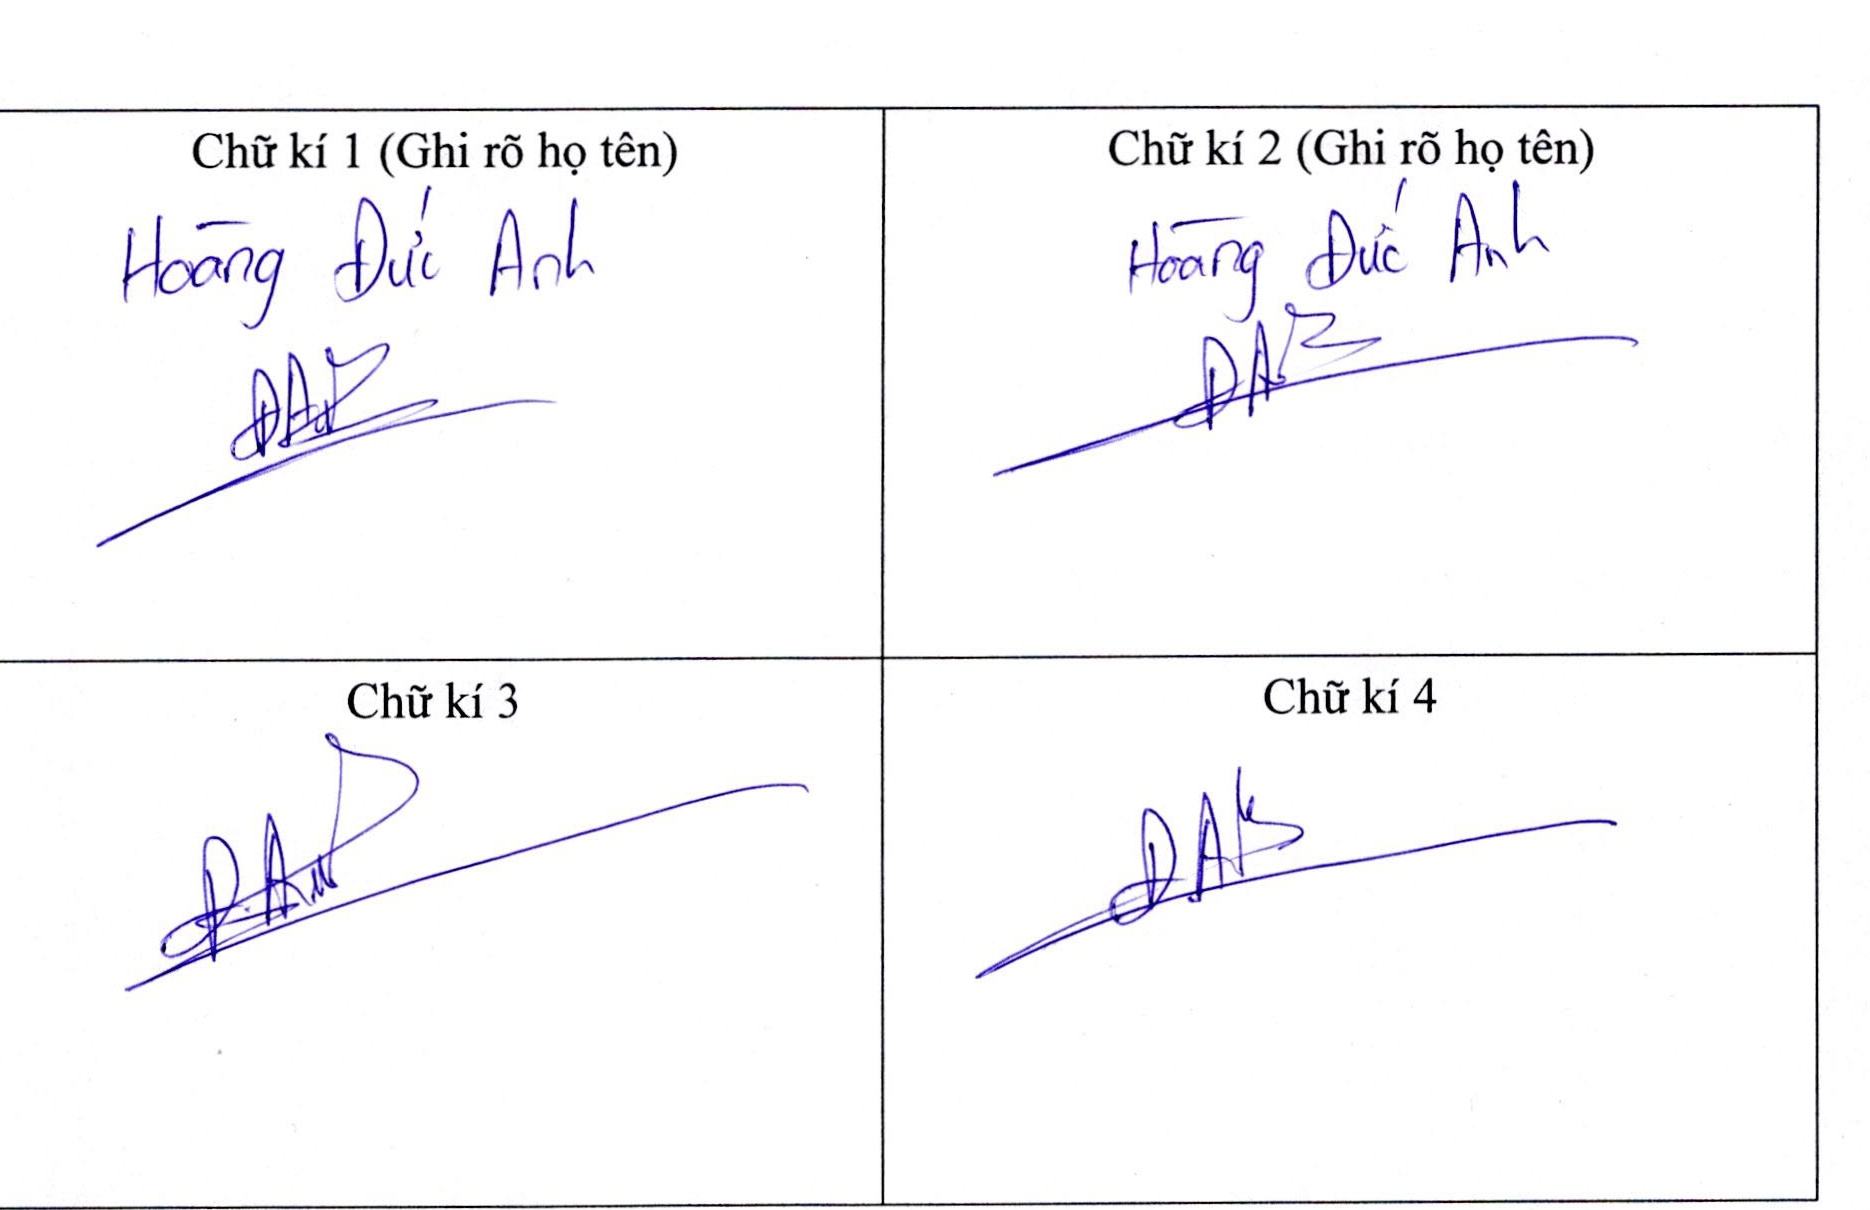 Chữ kí 1 (Ghi rõ họ tên)
Hoàng Đức Anh
Chữ kí 2 (Ghi rõ họ tên)
Hoàng Đức Anh
Chữ kí 3
Chữ kí 4